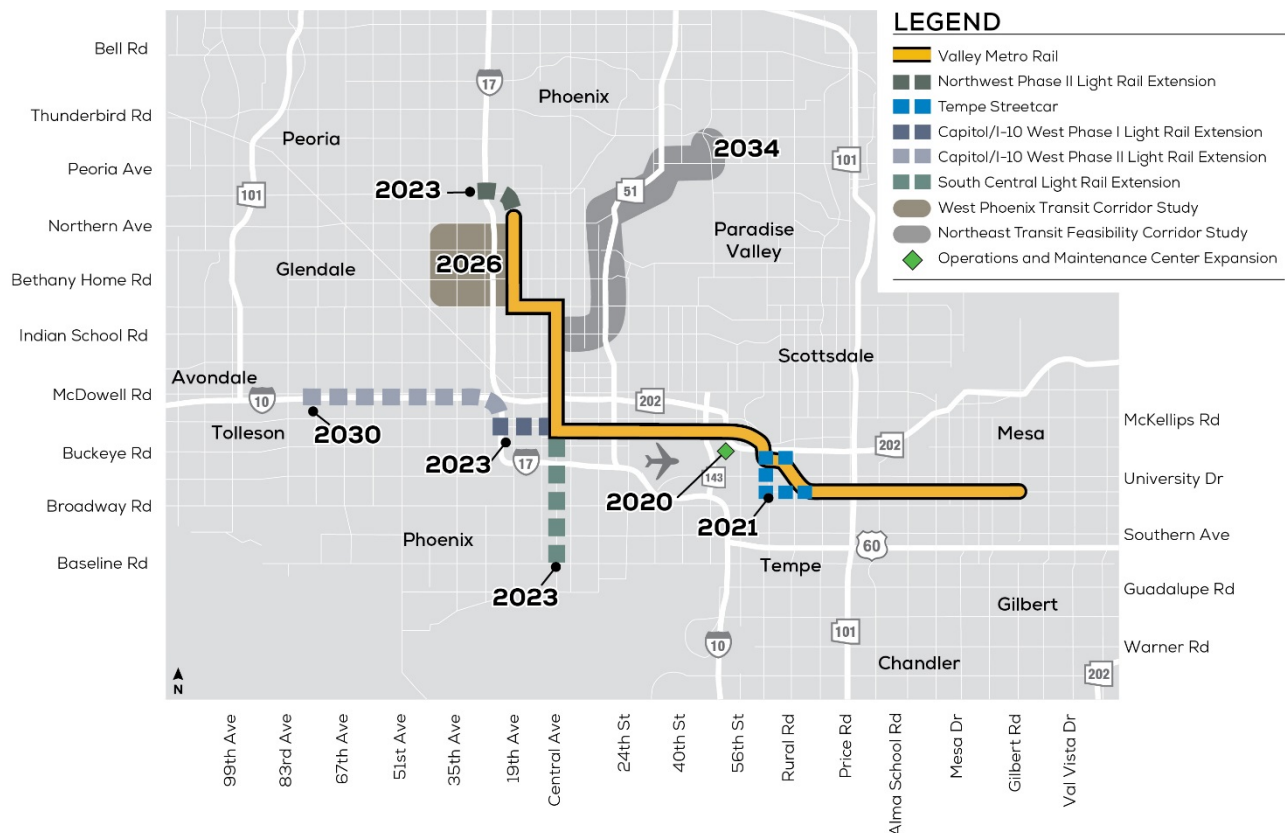 LEGEND
Valley Metro Rail
Northwest Phase II Light Rail Extension
Tempe Streetcar
Capitol/I-10 West Phase I Light Rail Extension
Capitol/I-10 West Phase II Light Rail Extension
South Central Light Rail Extension
West Phoenix Transit Corridor Study
Northeast Transit Feasibility Corridor Study
Operations and Maintenance Center Expansion
Bell Rd
Thunderbird Rd
Peoria Ave
Northern Ave
Bethany Home Rd
Indian School Rd
McDowell Rd
Buckeye Rd
Broadway Rd
Baseline Rd
17
Phoenix
Peoria
2034
101
101
2023
51
Northern Ave
Paradise
Valley
Glendale
2026
Scottsdale
Avondale
10
202
Tolleson
2030
2023
17
143
202
Mesa
2020
2021
Phoenix
60
Tempe
2023
Gilbert
10
101
Chandler
202
N
McKellips Rd
University Dr
Southern Ave
Guadalupe Rd
Warner Rd
99th Ave
83rd Ave
67th Ave
51st Ave
35th Ave
19th Ave
Central Ave
24th St
40th St
56th St
Rural Rd
Price Rd
Alma School Rd
Mesa Dr
Gilbert Rd
Val Vista Dr